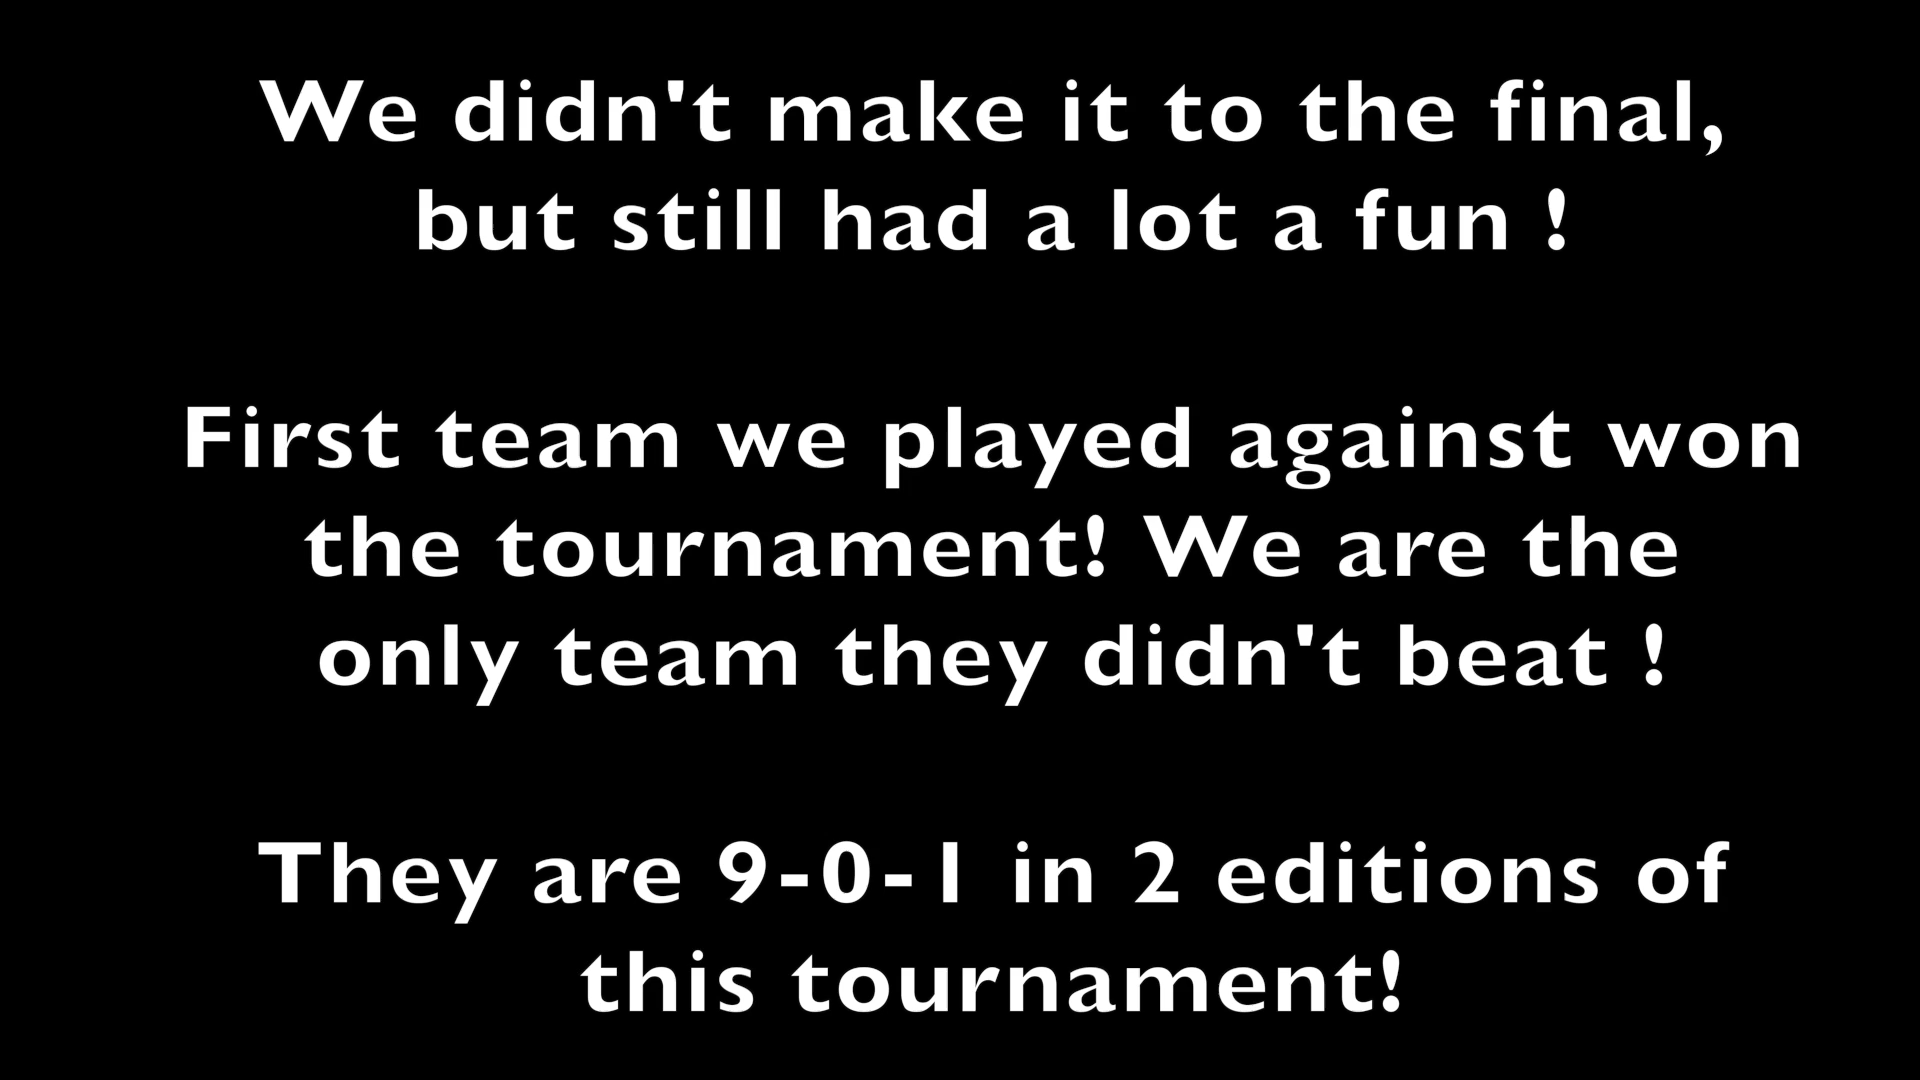 We didn't make it to the final,
but still had a lot a fun !
First team we played against won
the tournament! We are the
only team they didn't beat !
They are 9-0-1 in 2 editions of
this tournament!